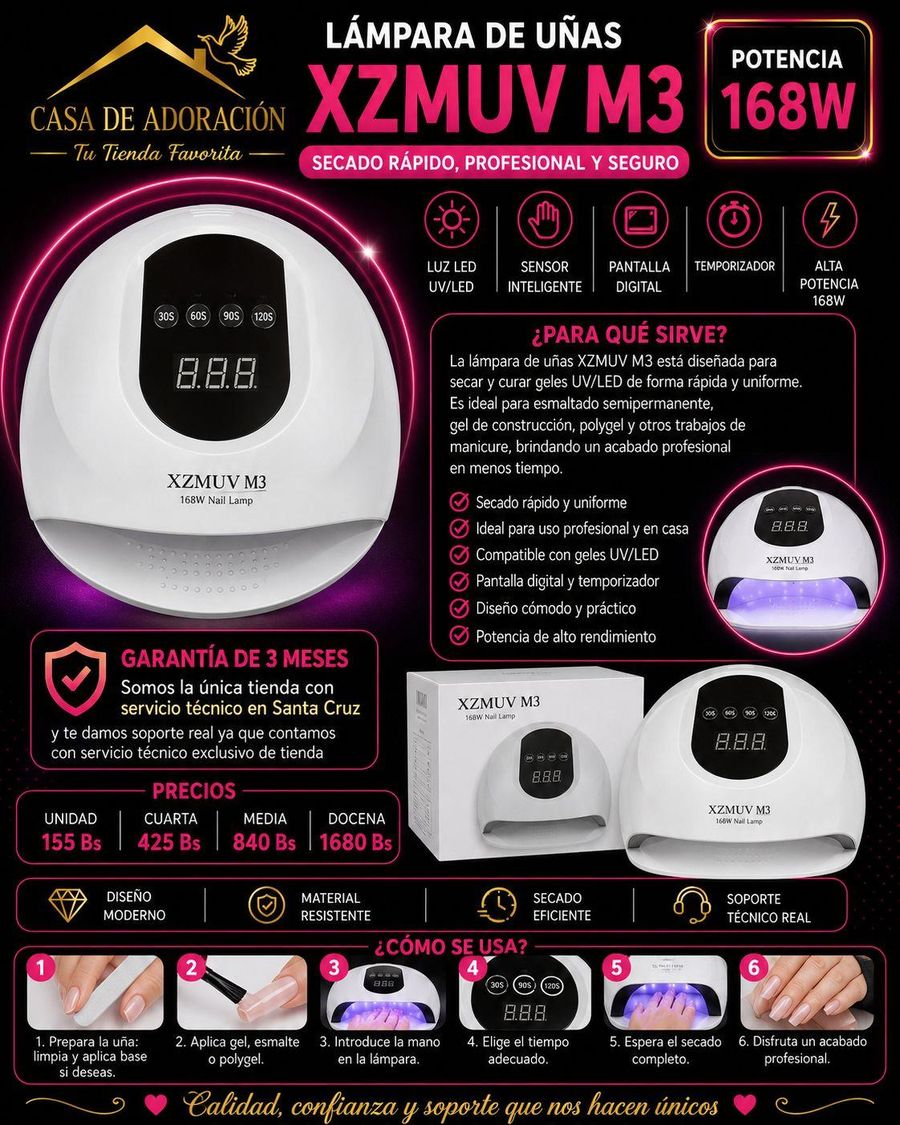 CASA DE ADORACIÓN
Tu Tienda Favorita
LÁMPARA DE UÑAS
XZMUV M3
SECADO RÁPIDO, PROFESIONAL Y SEGURO
POTENCIA
168W
LUZ LED
UV/LED
SENSOR
INTELIGENTE
PANTALLA
DIGITAL
TEMPORIZADOR
ALTA
POTENCIA
168W
30S 60S 90S 120S
8.8.8.
XZMUV M3
168W Nail Lamp
¿PARA QUÉ SIRVE?
La lámpara de uñas XZMUV M3 está diseñada para
secar y curar geles UV/LED de forma rápida y uniforme.
Es ideal para esmaltado semipermanente,
gel de construcción, polygel y otros trabajos de
manicure, brindando un acabado profesional
en menos tiempo.
Secado rápido y uniforme
Ideal para uso profesional y en casa
Compatible con geles UV/LED
Pantalla digital y temporizador
Diseño cómodo y práctico
Potencia de alto rendimiento
8.8.8.
XZMUV M3
168W Nail Lamp
GARANTÍA DE 3 MESES
Somos la única tienda con
servicio técnico en Santa Cruz
y te damos soporte real ya que contamos
con servicio técnico exclusivo de tienda
XZMUV M3
168W Nail Lamp
8.8.8.
30S 60S 90S 120S
8.8.8.
XZMUV M3
168W Nail Lamp
PRECIOS
UNIDAD
155 Bs
CUARTA
425 Bs
MEDIA
840 Bs
DOCENA
1680 Bs
DISEÑO
MODERNO
MATERIAL
RESISTENTE
SECADO
EFICIENTE
SOPORTE
TÉCNICO REAL
¿CÓMO SE USA?
1
2
3
8.8.8.
4
30S 90S 120S
8.8.8.
5
6
1. Prepara la uña:
limpia y aplica base
si deseas.
2. Aplica gel, esmalte
o polygel.
3. Introduce la mano
en la lámpara.
4. Elige el tiempo
adecuado.
5. Espera el secado
completo.
6. Disfruta un acabado
profesional.
Calidad, confianza y soporte que nos hacen únicos